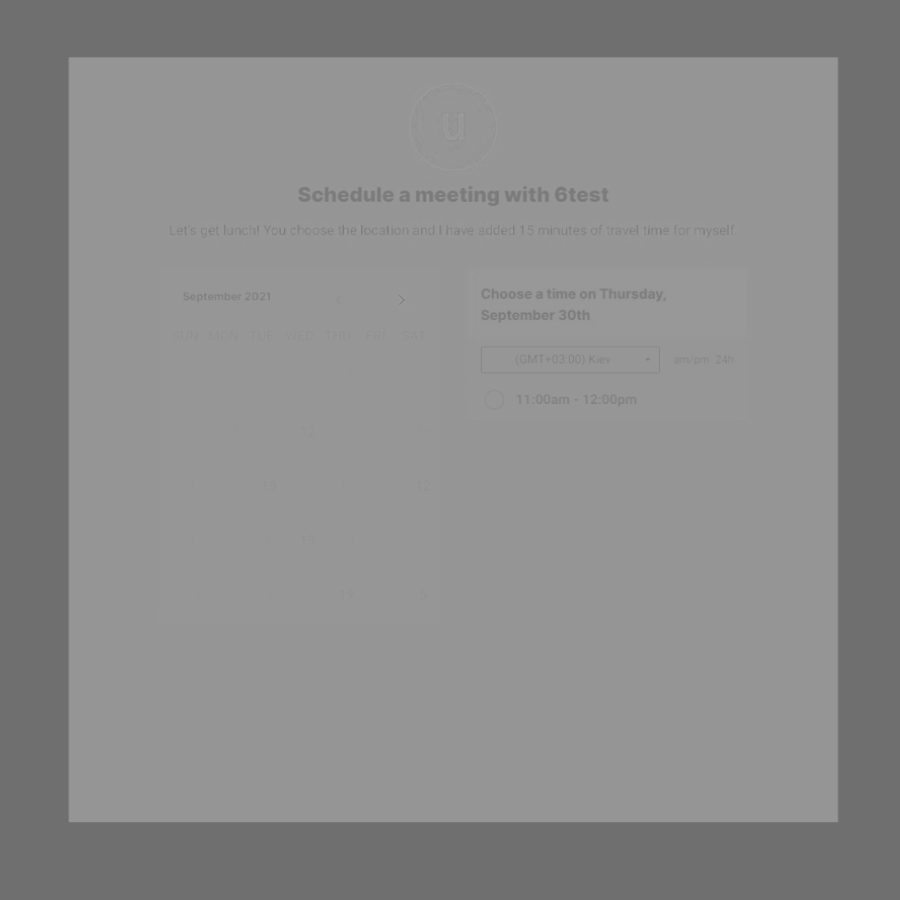 u
Schedule a meeting with 6test
Let's get lunch! You choose the location and I have added 15 minutes of travel time for myself
September 2021
SUN MON TUE WED THU FRI SAT
Choose a time on Thursday,
September 30th
(GMT+03:00) Kiev
am/pm 24h
11:00am - 12:00pm